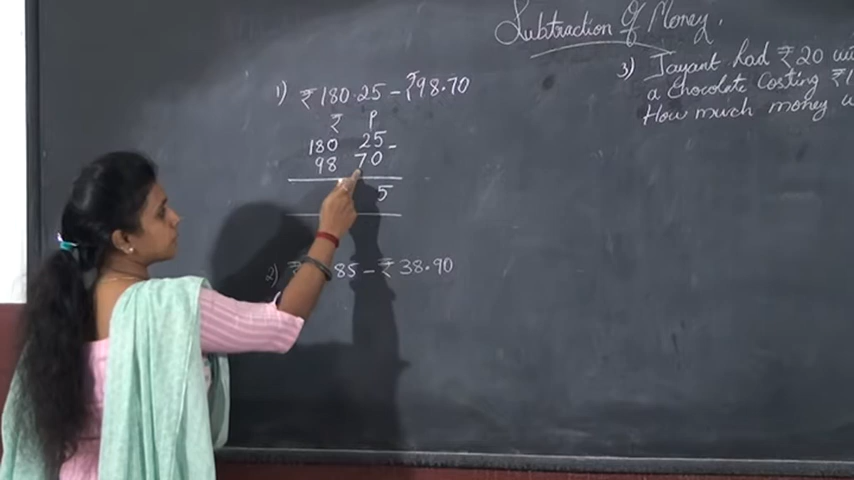 Subtraction Of Money.
1) ₹180.25 - ₹98.70
₹ P
180 25 -
98 70
5
2) ₹ 85 - ₹38.90
3) Jayant had ₹20
a chocolate costing ₹1
How much money